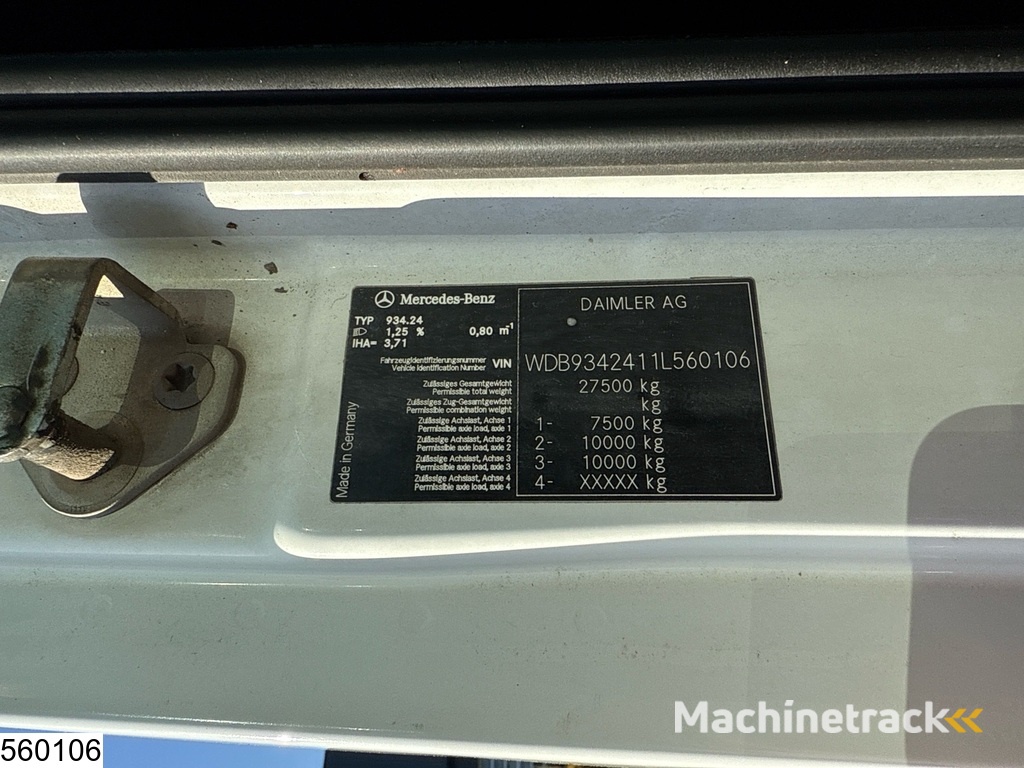 Mercedes-Benz
TYP 934.24
1,25 % 0,80 m⁻¹
IHA= 3,71
Fahrzeugidentifizierungsnummer
Vehicle Identification Number VIN
Zulässiges Gesamtgewicht
Permissible total weight
Zulässiges Zug-Gesamtgewicht
Permissible combination weight
Zulässige Achslast, Achse 1
Permissible axle load, axle 1
Zulässige Achslast, Achse 2
Permissible axle load, axle 2
Zulässige Achslast, Achse 3
Permissible axle load, axle 3
Zulässige Achslast, Achse 4
Permissible axle load, axle 4
Made in Germany
DAIMLER AG
WDB9342411L560106
27500 kg
kg
1- 7500 kg
2- 10000 kg
3- 10000 kg
4- XXXXX kg
Machinetrack
560106